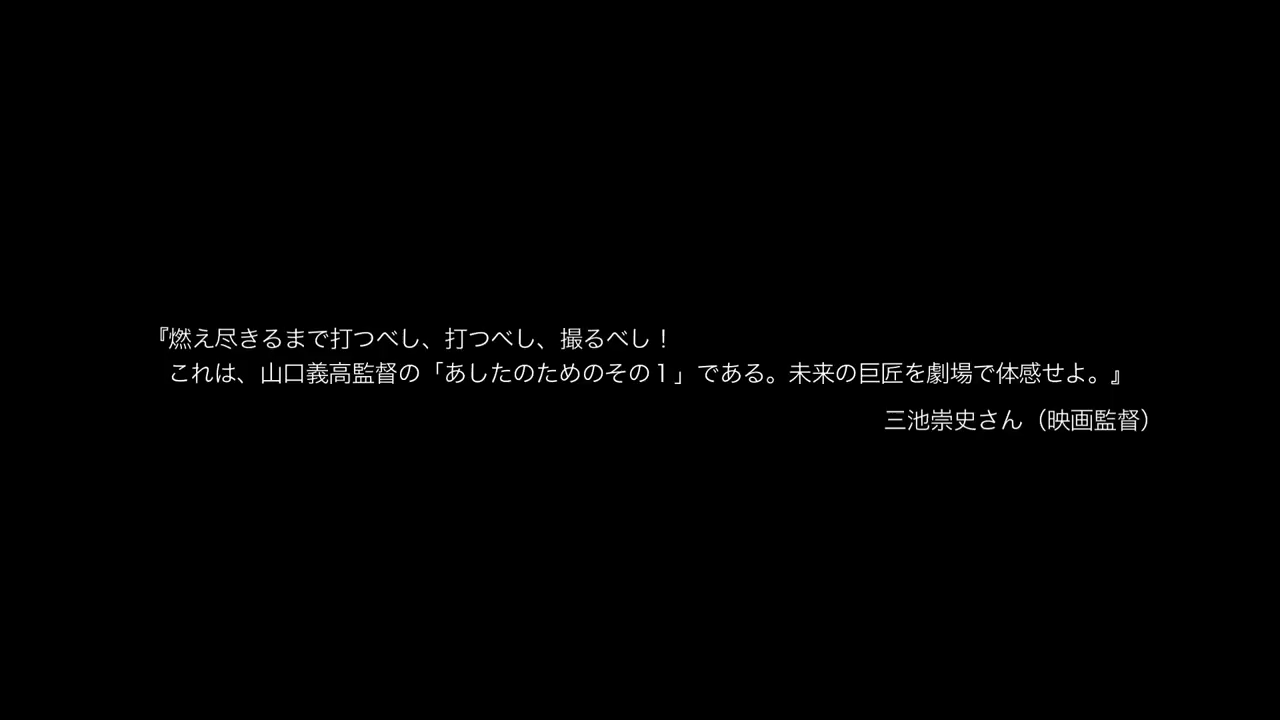 『燃え尽きるまで打つべし、打つべし、撮るべし！
これは、山口義高監督の「あしたのためのその１」である。未来の巨匠を劇場で体感せよ。』
三池崇史さん（映画監督）